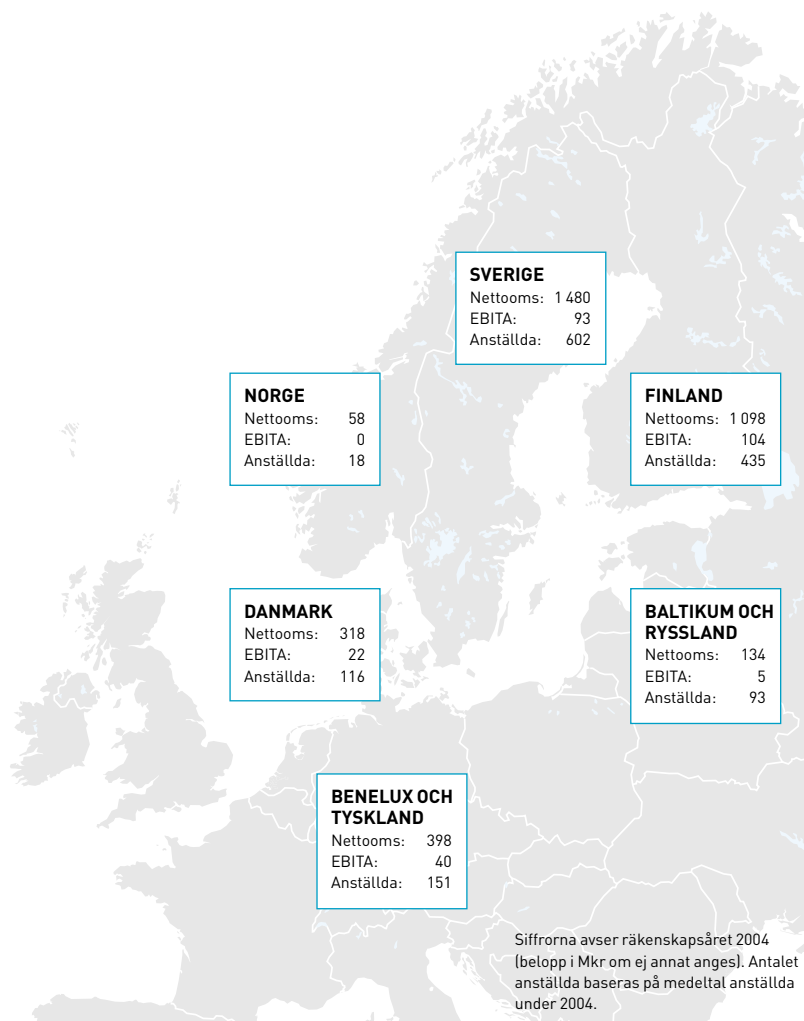 SVERIGE
Nettooms: 1 480
EBITA: 93
Anställda: 602
NORGE
Nettooms: 58
EBITA: 0
Anställda: 18
FINLAND
Nettooms: 1 098
EBITA: 104
Anställda: 435
DANMARK
Nettooms: 318
EBITA: 22
Anställda: 116
BALTIKUM OCH
RYSSLAND
Nettooms: 134
EBITA: 5
Anställda: 93
BENELUX OCH
TYSKLAND
Nettooms: 398
EBITA: 40
Anställda: 151
Siffrorna avser räkenskapsåret 2004
(belopp i Mkr om ej annat anges). Antalet
anställda baseras på medeltal anställda
under 2004.